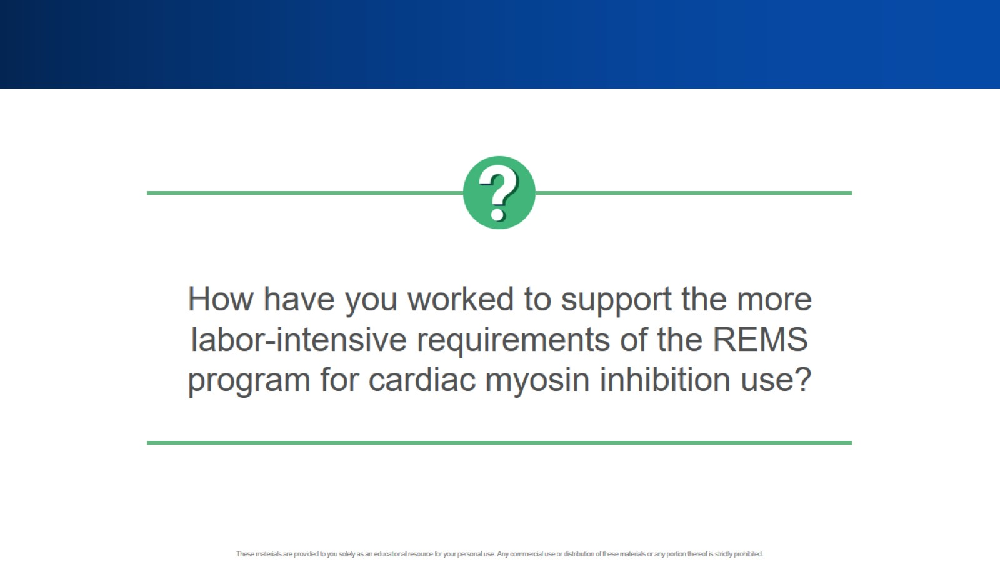 ?
How have you worked to support the more
labor-intensive requirements of the REMS
program for cardiac myosin inhibition use?
These materials are provided to you solely as an educational resource for your personal use. Any commercial use or distribution of these materials or any portion thereof is strictly prohibited.